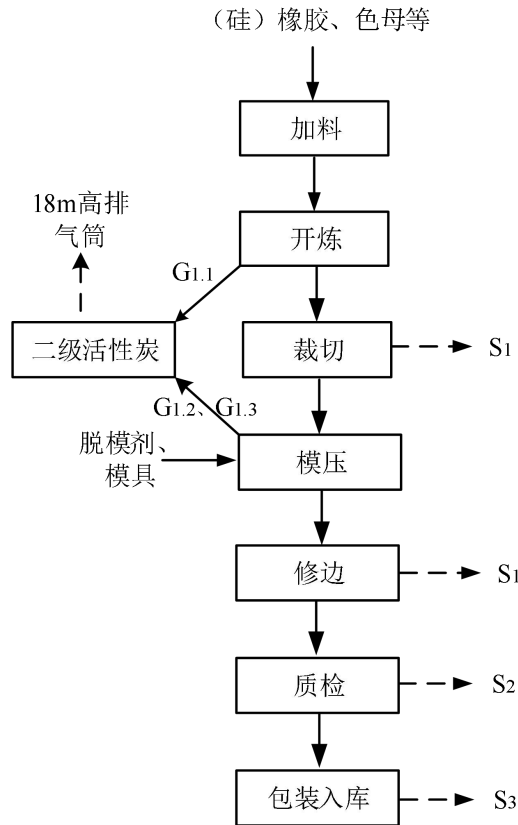 （硅）橡胶、色母等
加料
18m高排
气筒
开炼
G1.1
二级活性炭
裁切
S1
G1.2、G1.3
脱模剂、
模具
模压
修边
S1
质检
S2
包装入库
S3